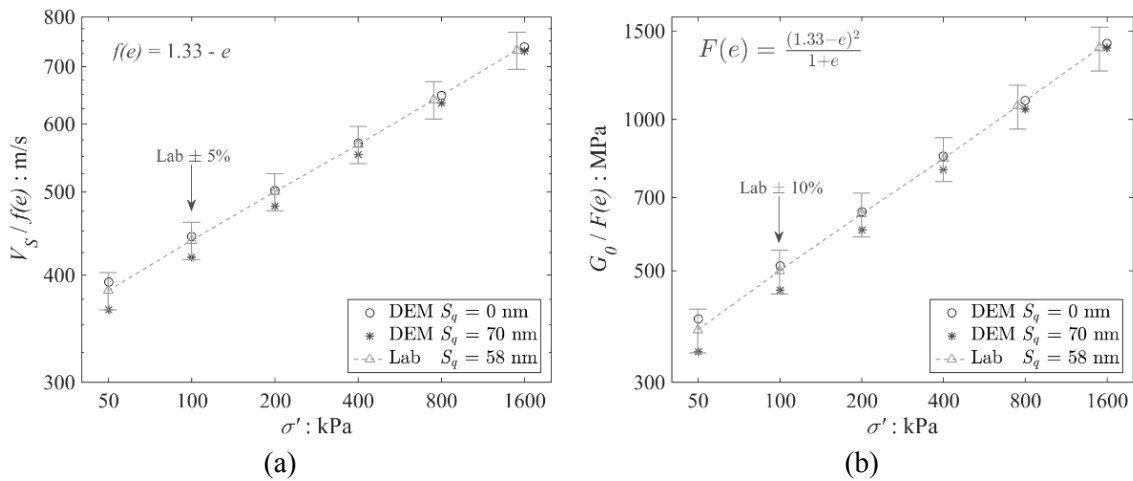 800
700
600
500
400
300
V_S / f(e) : m/s
f(e) = 1.33 - e
Lab ± 5%
DEM S_q = 0 nm
DEM S_q = 70 nm
Lab S_q = 58 nm
50 100 200 400 800 1600
σ′ : kPa
(a)
1500
1000
700
500
300
G_0 / F(e) : MPa
F(e) = (1.33−e)^2 / 1+e
Lab ± 10%
DEM S_q = 0 nm
DEM S_q = 70 nm
Lab S_q = 58 nm
50 100 200 400 800 1600
σ′ : kPa
(b)